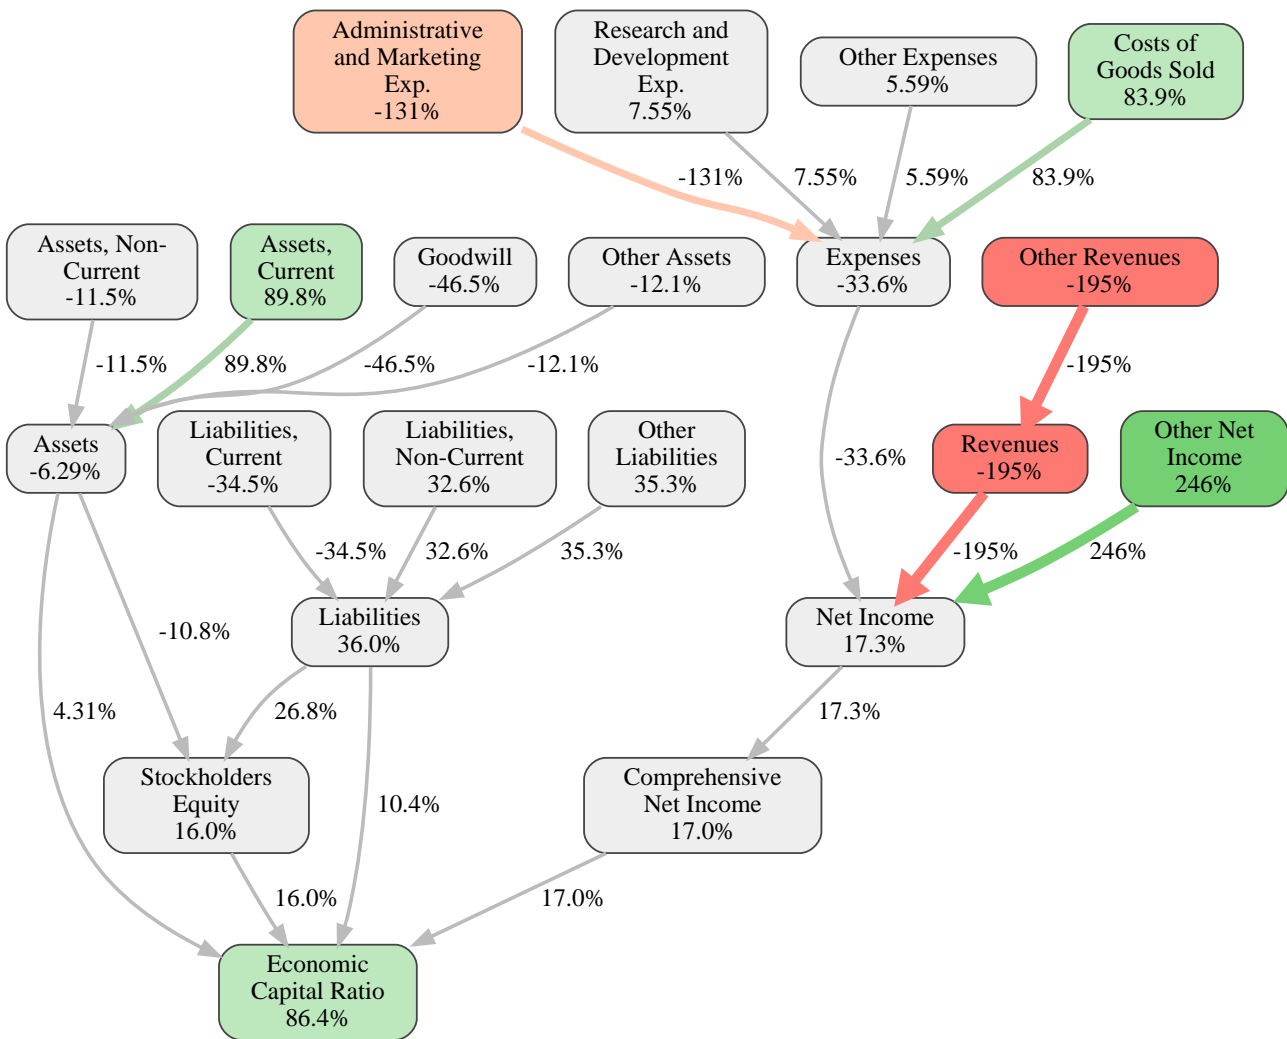 Administrative
and Marketing
Exp.
-131%
Research and
Development
Exp.
7.55%
Other Expenses
5.59%
Costs of
Goods Sold
83.9%
-131%
7.55%
5.59%
83.9%
Assets, Non-
Current
-11.5%
Assets,
Current
89.8%
Goodwill
-46.5%
Other Assets
-12.1%
Expenses
-33.6%
Other Revenues
-195%
-11.5%
89.8%
-46.5%
-12.1%
-195%
Assets
-6.29%
Liabilities,
Current
-34.5%
Liabilities,
Non-Current
32.6%
Other
Liabilities
35.3%
-33.6%
Revenues
-195%
Other Net
Income
246%
-34.5%
32.6%
35.3%
-195%
246%
-10.8%
Liabilities
36.0%
Net Income
17.3%
4.31%
26.8%
17.3%
Stockholders
Equity
16.0%
10.4%
Comprehensive
Net Income
17.0%
16.0%
17.0%
Economic
Capital Ratio
86.4%